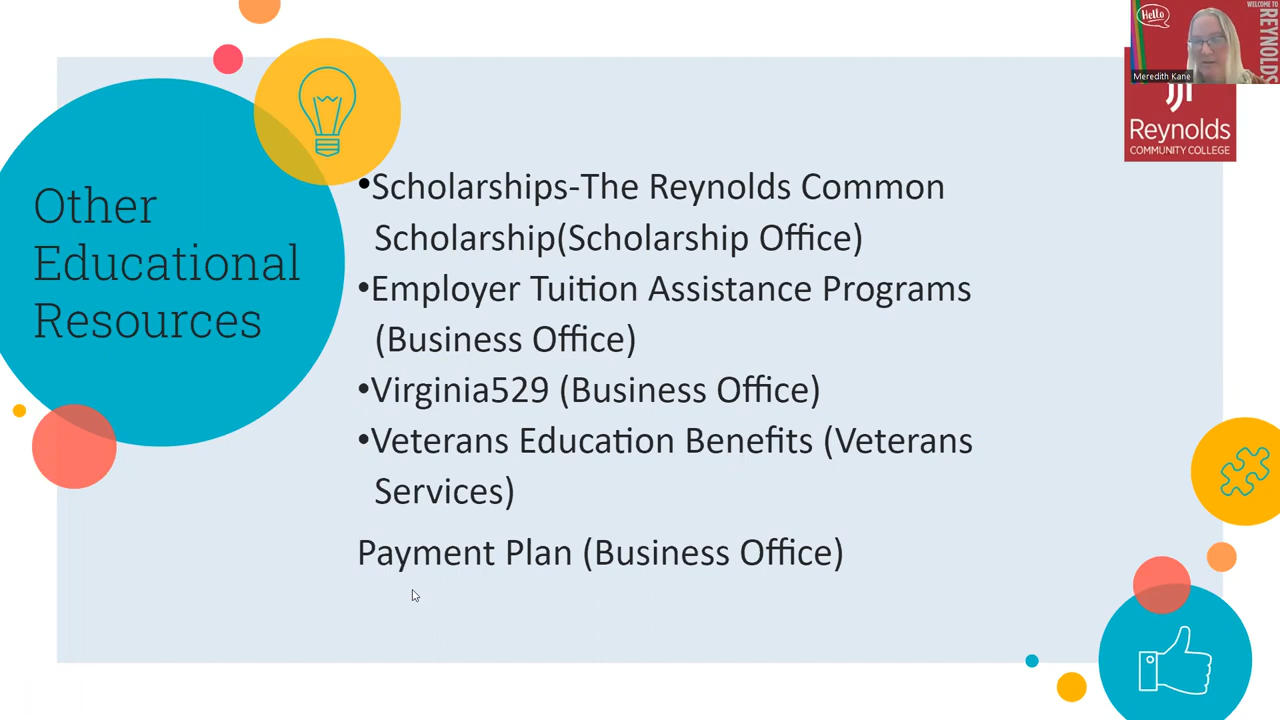 Hello
WELCOME TO
REYNOLDS
Meredith Kane
Reynolds
COMMUNITY COLLEGE
Other
Educational
Resources
•Scholarships-The Reynolds Common
Scholarship(Scholarship Office)
•Employer Tuition Assistance Programs
(Business Office)
•Virginia529 (Business Office)
•Veterans Education Benefits (Veterans
Services)
Payment Plan (Business Office)